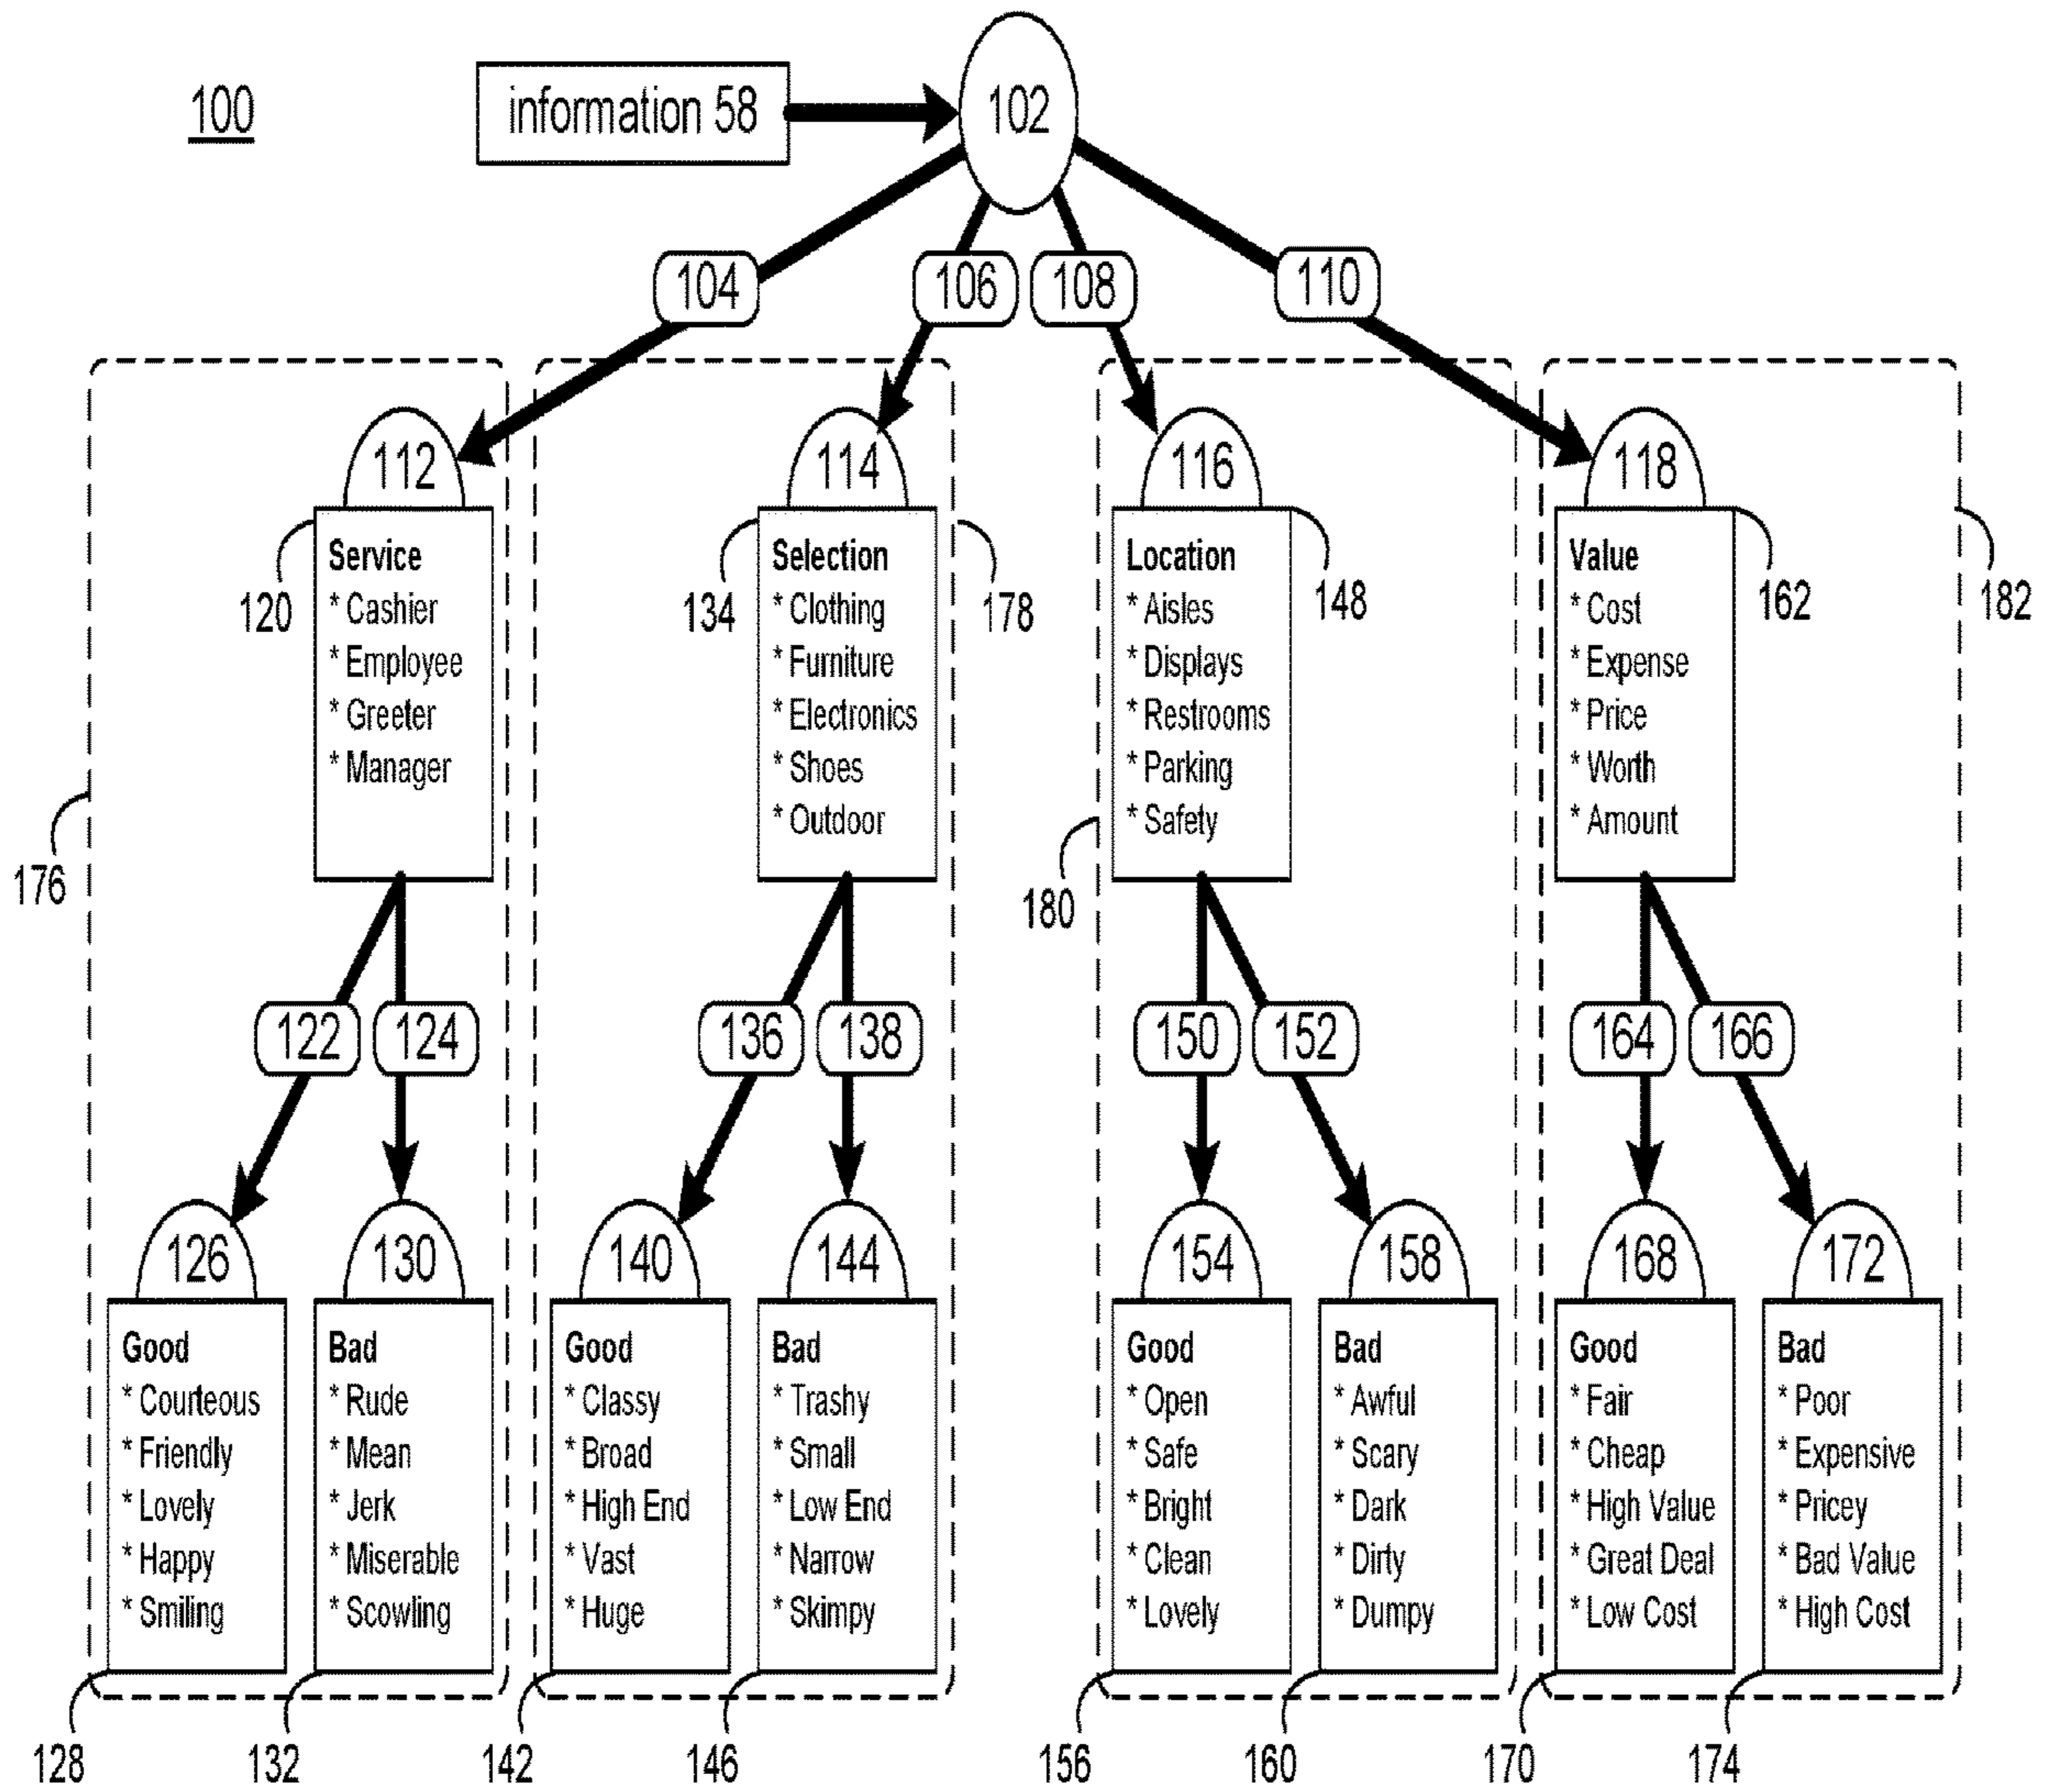 100
information 58
102
104
106
108
110
112
114
116
118
Service
* Cashier
* Employee
* Greeter
* Manager
120
Selection
* Clothing
* Furniture
* Electronics
* Shoes
* Outdoor
134
178
Location
* Aisles
* Displays
* Restrooms
* Parking
* Safety
148
Value
* Cost
* Expense
* Price
* Worth
* Amount
162
182
176
180
122
124
136
138
150
152
164
166
126
130
140
144
154
158
168
172
Good
* Courteous
* Friendly
* Lovely
* Happy
* Smiling
Bad
* Rude
* Mean
* Jerk
* Miserable
* Scowling
Good
* Classy
* Broad
* High End
* Vast
* Huge
Bad
* Trashy
* Small
* Low End
* Narrow
* Skimpy
Good
* Open
* Safe
* Bright
* Clean
* Lovely
Bad
* Awful
* Scary
* Dark
* Dirty
* Dumpy
Good
* Fair
* Cheap
* High Value
* Great Deal
* Low Cost
Bad
* Poor
* Expensive
* Pricey
* Bad Value
* High Cost
128
132
142
146
156
160
170
174